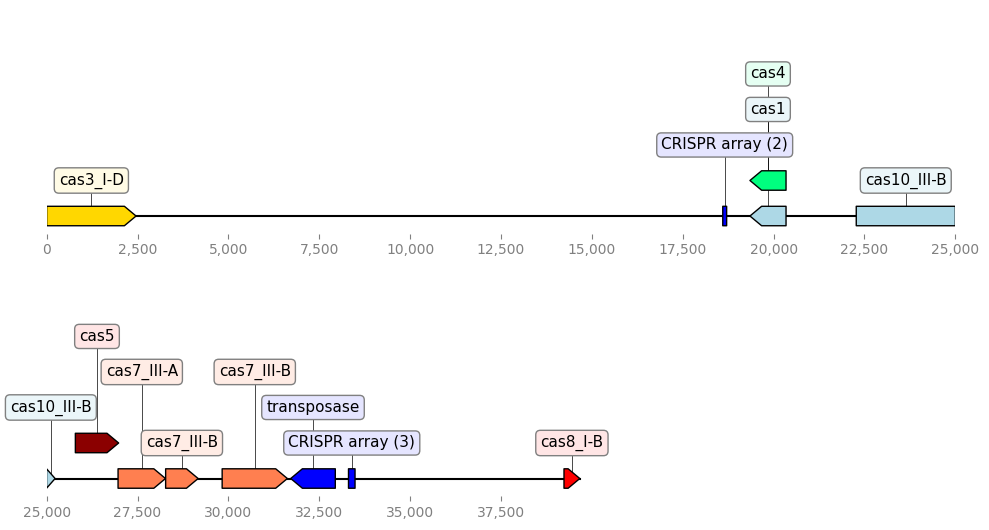 cas4
cas1
CRISPR array (2)
cas3_I-D
cas10_III-B
0 2,500 5,000 7,500 10,000 12,500 15,000 17,500 20,000 22,500 25,000
cas5
cas7_III-A
cas7_III-B
cas10_III-B
transposase
cas7_III-B
CRISPR array (3)
cas8_I-B
25,000 27,500 30,000 32,500 35,000 37,500